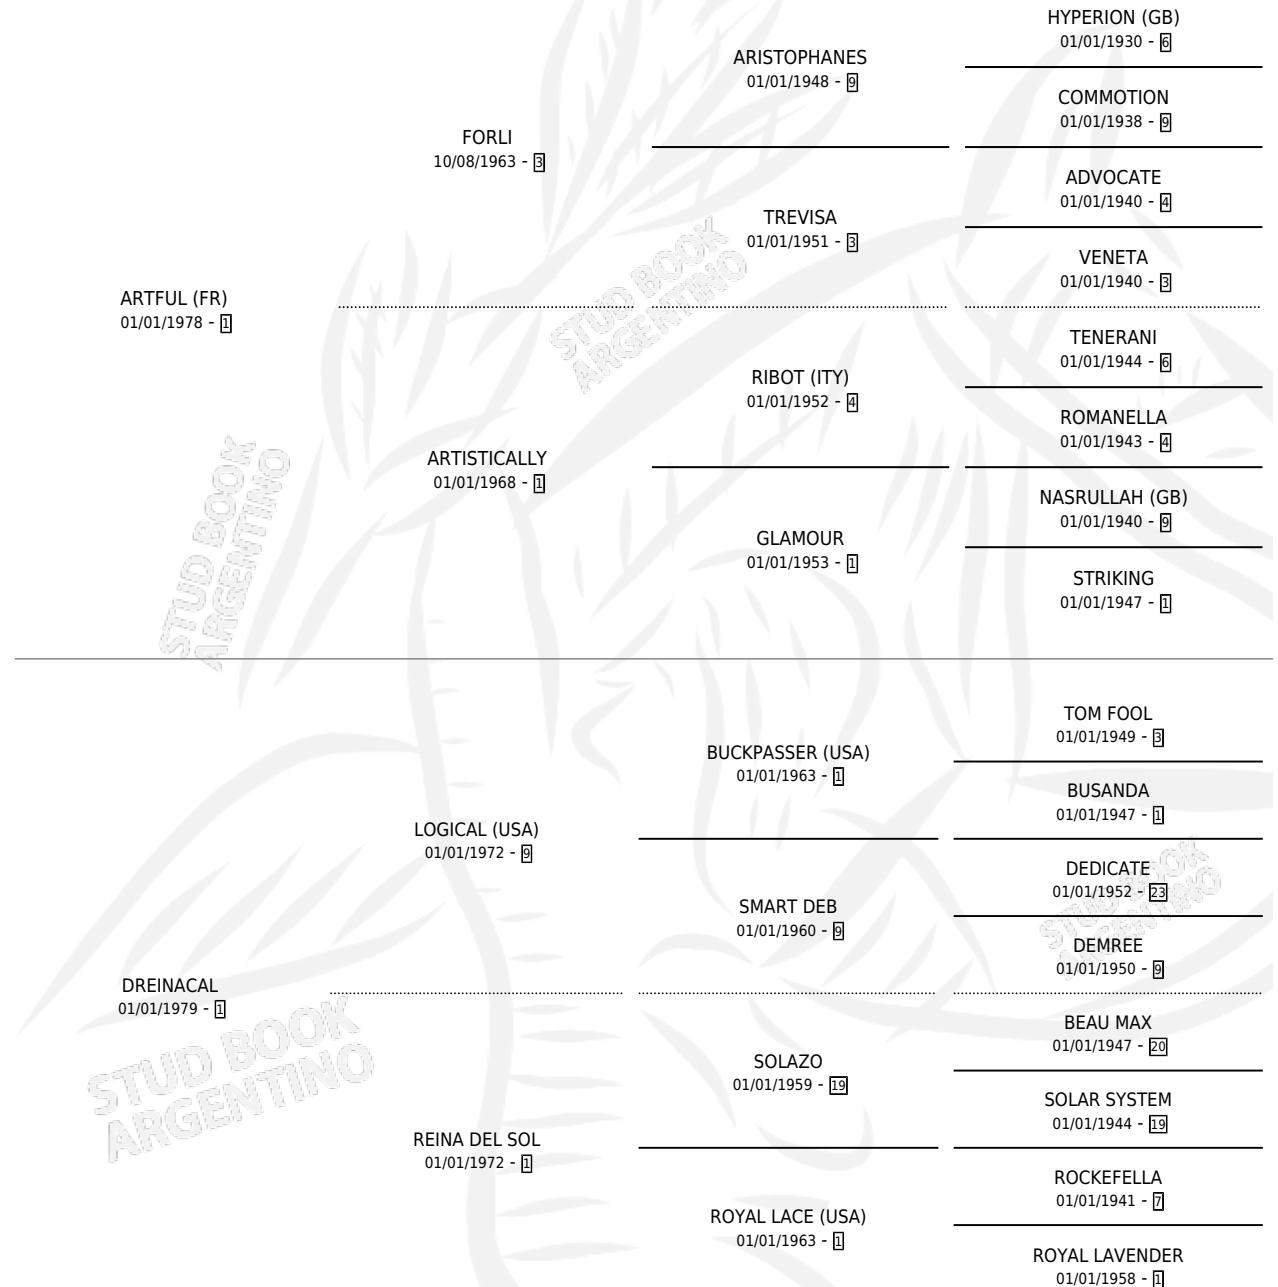 HYPERION (GB)
01/01/1930 - 6
ARISTOPHANES
01/01/1948 - 9
COMMOTION
01/01/1938 - 9
FORLI
10/08/1963 - 3
ADVOCATE
01/01/1940 - 4
TREVISA
01/01/1951 - 3
VENETA
01/01/1940 - 3
ARTFUL (FR)
01/01/1978 - 1
TENERANI
01/01/1944 - 6
RIBOT (ITY)
01/01/1952 - 4
ROMANELLA
01/01/1943 - 4
ARTISTICALLY
01/01/1968 - 1
NASRULLAH (GB)
01/01/1940 - 9
GLAMOUR
01/01/1953 - 1
STRIKING
01/01/1947 - 1
TOM FOOL
01/01/1949 - 3
BUCKPASSER (USA)
01/01/1963 - 1
BUSANDA
01/01/1947 - 1
LOGICAL (USA)
01/01/1972 - 9
DEDICATE
01/01/1952 - 23
SMART DEB
01/01/1960 - 9
DEMREE
01/01/1950 - 9
DREINACAL
01/01/1979 - 1
BEAU MAX
01/01/1947 - 20
SOLAZO
01/01/1959 - 19
SOLAR SYSTEM
01/01/1944 - 19
REINA DEL SOL
01/01/1972 - 1
ROCKEFELLA
01/01/1941 - 7
ROYAL LACE (USA)
01/01/1963 - 1
ROYAL LAVENDER
01/01/1958 - 1
STUD BOOK
ARGENTINO
STUD BOOK
ARGENTINO
STUD BOOK
ARGENTINO
STUD BOOK
ARGENTINO